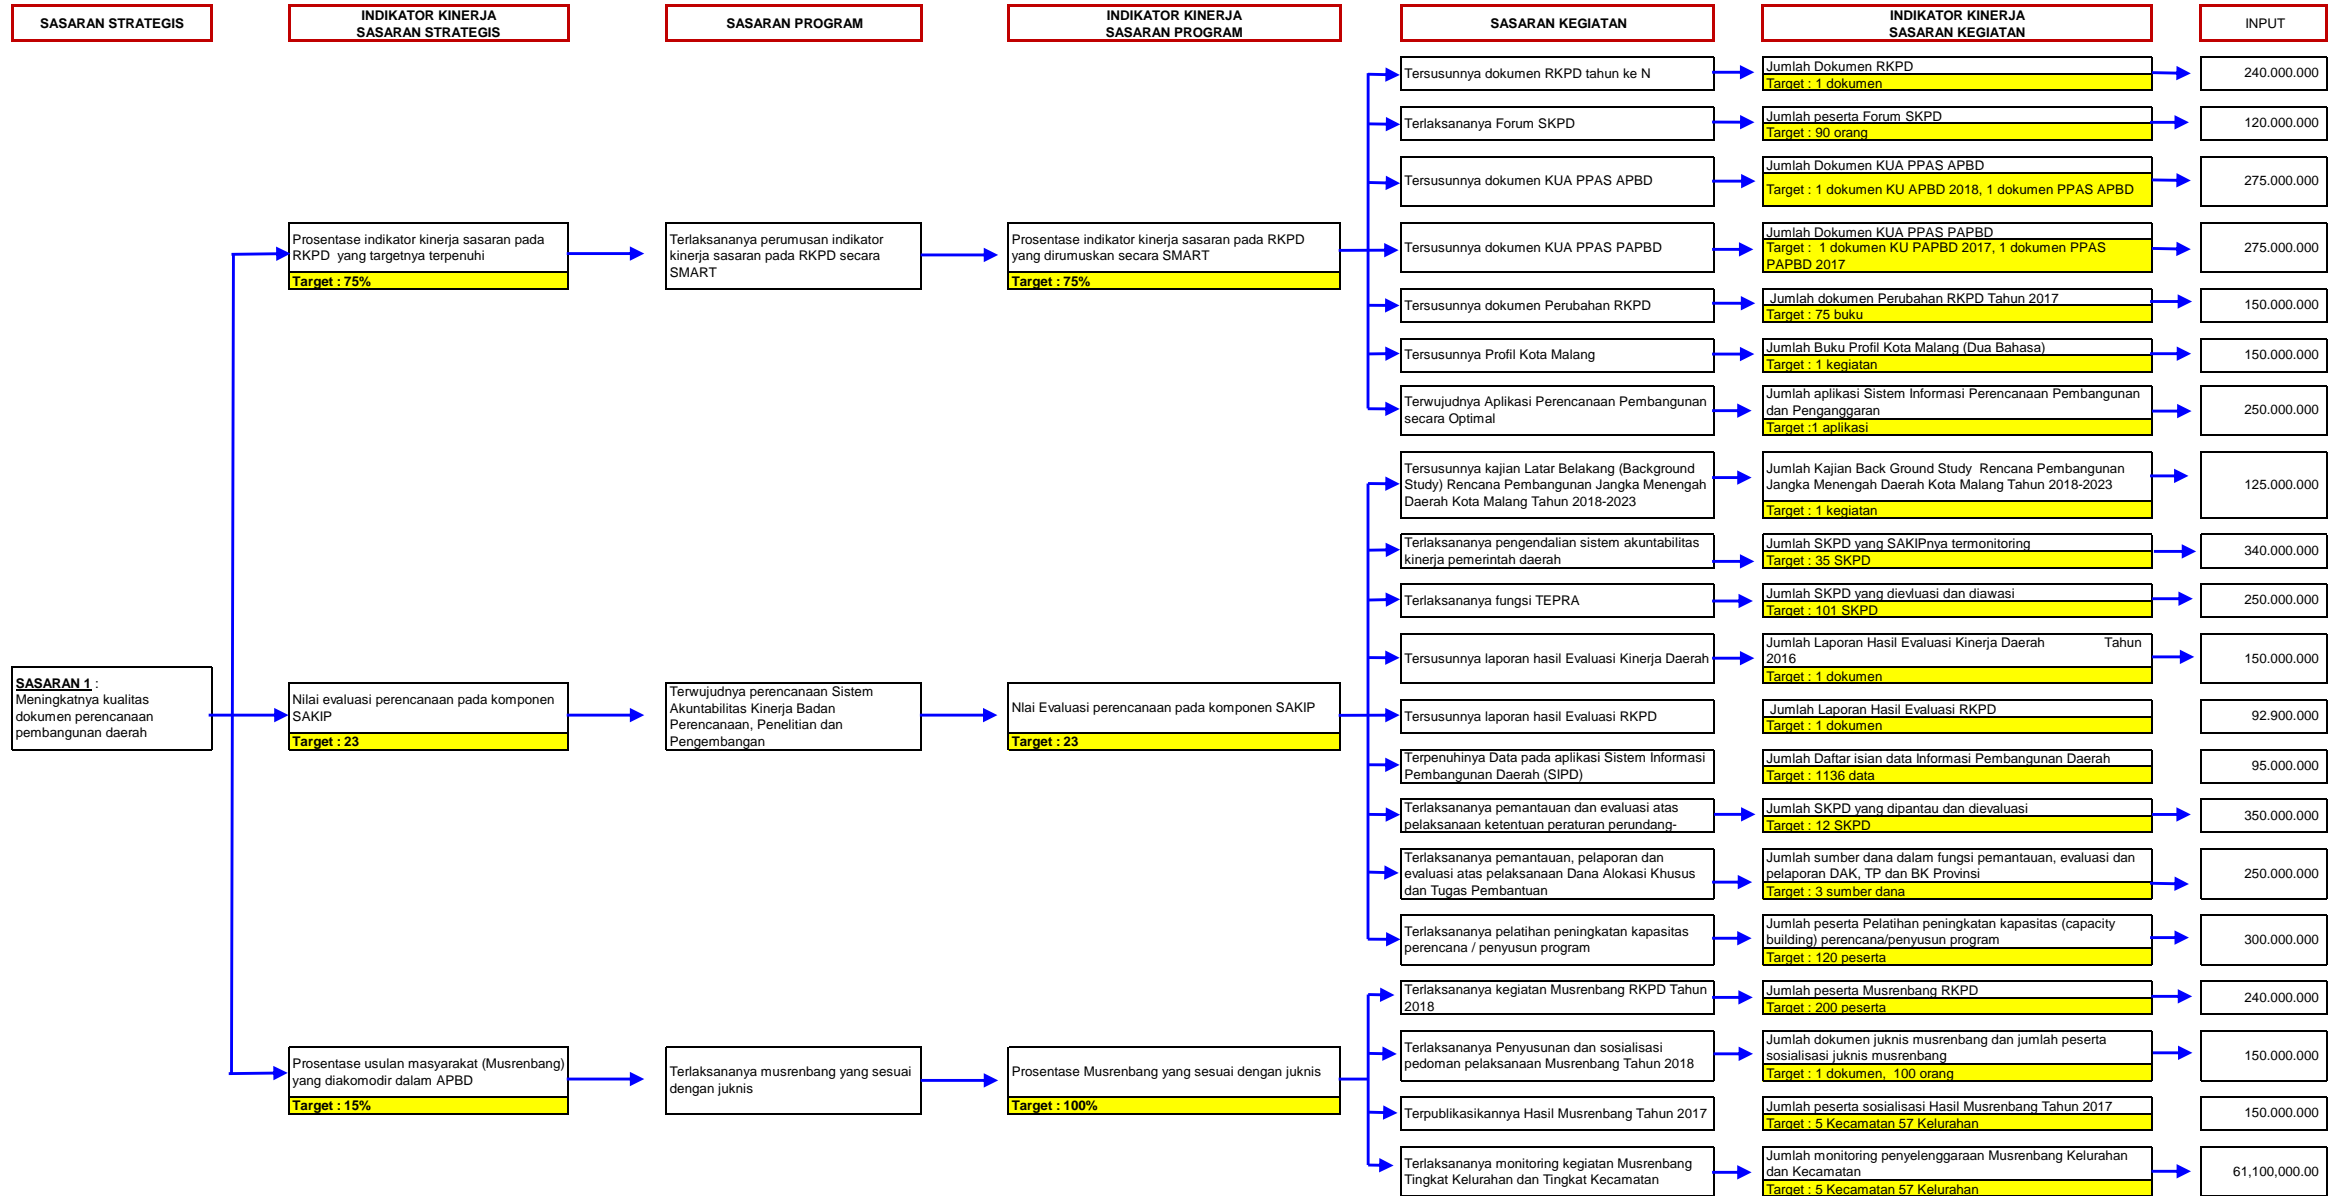 SASARAN STRATEGIS
INDIKATOR KINERJA
SASARAN STRATEGIS
SASARAN PROGRAM
INDIKATOR KINERJA
SASARAN PROGRAM
SASARAN KEGIATAN
INDIKATOR KINERJA
SASARAN KEGIATAN
INPUT
SASARAN 1 :
Meningkatnya kualitas
dokumen perencanaan
pembangunan daerah
Prosentase indikator kinerja sasaran pada
RKPD yang targetnya terpenuhi
Target : 75%
Terlaksananya perumusan indikator
kinerja sasaran pada RKPD secara
SMART
Prosentase indikator kinerja sasaran pada RKPD
yang dirumuskan secara SMART
Target : 75%
Tersusunnya dokumen RKPD tahun ke N
Jumlah Dokumen RKPD
Target : 1 dokumen
240.000.000
Terlaksananya Forum SKPD
Jumlah peserta Forum SKPD
Target : 90 orang
120.000.000
Tersusunnya dokumen KUA PPAS APBD
Jumlah Dokumen KUA PPAS APBD
Target : 1 dokumen KU APBD 2018, 1 dokumen PPAS APBD
275.000.000
Tersusunnya dokumen KUA PPAS PAPBD
Jumlah Dokumen KUA PPAS PAPBD
Target : 1 dokumen KU PAPBD 2017, 1 dokumen PPAS
PAPBD 2017
275.000.000
Tersusunnya dokumen Perubahan RKPD
Jumlah dokumen Perubahan RKPD Tahun 2017
Target : 75 buku
150.000.000
Tersusunnya Profil Kota Malang
Jumlah Buku Profil Kota Malang (Dua Bahasa)
Target : 1 kegiatan
150.000.000
Terwujudnya Aplikasi Perencanaan Pembangunan
secara Optimal
Jumlah aplikasi Sistem Informasi Perencanaan Pembangunan
dan Penganggaran
Target :1 aplikasi
250.000.000
Nilai evaluasi perencanaan pada komponen
SAKIP
Target : 23
Terwujudnya perencanaan Sistem
Akuntabilitas Kinerja Badan
Perencanaan, Penelitian dan
Pengembangan
NIai Evaluasi perencanaan pada komponen SAKIP
Target : 23
Tersusunnya kajian Latar Belakang (Background
Study) Rencana Pembangunan Jangka Menengah
Daerah Kota Malang Tahun 2018-2023
Jumlah Kajian Back Ground Study Rencana Pembangunan
Jangka Menengah Daerah Kota Malang Tahun 2018-2023
Target : 1 kegiatan
125.000.000
Terlaksananya pengendalian sistem akuntabilitas
kinerja pemerintah daerah
Jumlah SKPD yang SAKIPnya termonitoring
Target : 35 SKPD
340.000.000
Terlaksananya fungsi TEPRA
Jumlah SKPD yang dievluasi dan diawasi
Target : 101 SKPD
250.000.000
Tersusunnya laporan hasil Evaluasi Kinerja Daerah
Jumlah Laporan Hasil Evaluasi Kinerja Daerah Tahun
2016
Target : 1 dokumen
150.000.000
Tersusunnya laporan hasil Evaluasi RKPD
Jumlah Laporan Hasil Evaluasi RKPD
Target : 1 dokumen
92.900.000
Terpenuhinya Data pada aplikasi Sistem Informasi
Pembangunan Daerah (SIPD)
Jumlah Daftar isian data Informasi Pembangunan Daerah
Target : 1136 data
95.000.000
Terlaksananya pemantauan dan evaluasi atas
pelaksanaan ketentuan peraturan perundang-
Jumlah SKPD yang dipantau dan dievaluasi
Target : 12 SKPD
350.000.000
Terlaksananya pemantauan, pelaporan dan
evaluasi atas pelaksanaan Dana Alokasi Khusus
dan Tugas Pembantuan
Jumlah sumber dana dalam fungsi pemantauan, evaluasi dan
pelaporan DAK, TP dan BK Provinsi
Target : 3 sumber dana
250.000.000
Terlaksananya pelatihan peningkatan kapasitas
perencana / penyusun program
Jumlah peserta Pelatihan peningkatan kapasitas (capacity
building) perencana/penyusun program
Target : 120 peserta
300.000.000
Prosentase usulan masyarakat (Musrenbang)
yang diakomodir dalam APBD
Target : 15%
Terlaksananya musrenbang yang sesuai
dengan juknis
Prosentase Musrenbang yang sesuai dengan juknis
Target : 100%
Terlaksananya kegiatan Musrenbang RKPD Tahun
2018
Jumlah peserta Musrenbang RKPD
Target : 200 peserta
240.000.000
Terlaksananya Penyusunan dan sosialisasi
pedoman pelaksanaan Musrenbang Tahun 2018
Jumlah dokumen juknis musrenbang dan jumlah peserta
sosialisasi juknis musrenbang
Target : 1 dokumen, 100 orang
150.000.000
Terpublikasikannya Hasil Musrenbang Tahun 2017
Jumlah peserta sosialisasi Hasil Musrenbang Tahun 2017
Target : 5 Kecamatan 57 Kelurahan
150.000.000
Terlaksananya monitoring kegiatan Musrenbang
Tingkat Kelurahan dan Tingkat Kecamatan
Jumlah monitoring penyelenggaraan Musrenbang Kelurahan
dan Kecamatan
Target : 5 Kecamatan 57 Kelurahan
61,100,000.00